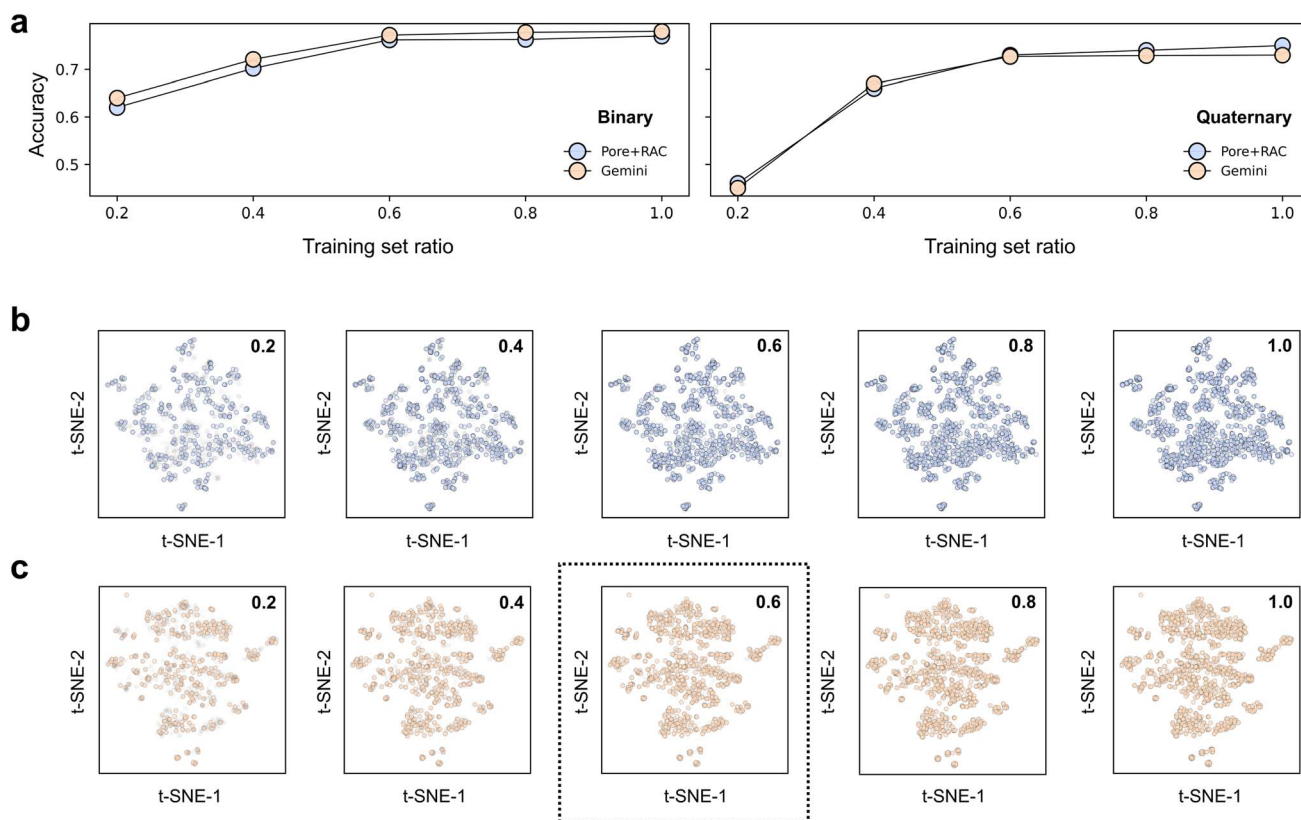 a
Accuracy
0.7
0.6
0.5
Binary
Pore+RAC
Gemini
0.2 0.4 0.6 0.8 1.0
Training set ratio
Quaternary
Pore+RAC
Gemini
0.2 0.4 0.6 0.8 1.0
Training set ratio
b
0.2 0.4 0.6 0.8 1.0
t-SNE-2 t-SNE-2 t-SNE-2 t-SNE-2 t-SNE-2
t-SNE-1 t-SNE-1 t-SNE-1 t-SNE-1 t-SNE-1
c
0.2 0.4 0.6 0.8 1.0
t-SNE-2 t-SNE-2 t-SNE-2 t-SNE-2 t-SNE-2
t-SNE-1 t-SNE-1 t-SNE-1 t-SNE-1 t-SNE-1